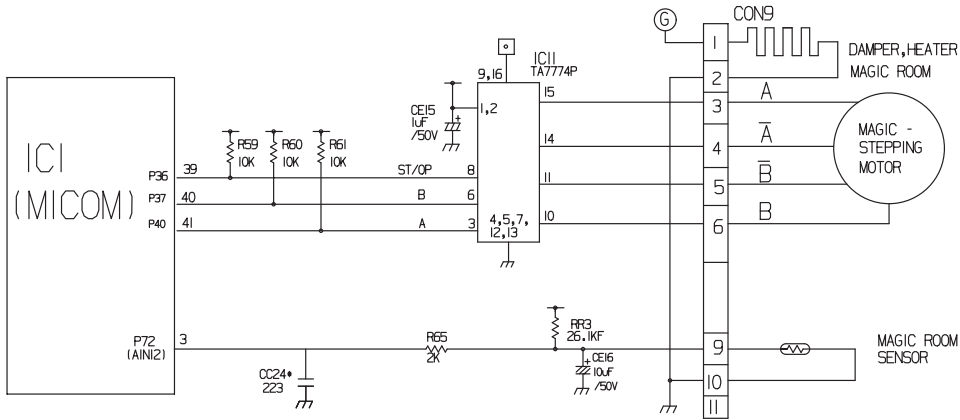 IC1
(MICOM)
P36
39
P37
40
P40
41
P72
(AIN12)
3
R59
10K
R60
10K
R61
10K
CE15
1uF
/50V
ST/OP
B
A
9,16
IC11
TA7774P
1,2
8
6
3
4,5,7,
12,13
15
14
11
10
G
CON9
1
2
3
4
5
6
9
10
11
DAMPER,HEATER
MAGIC ROOM
A
A̅
B̅
B
MAGIC -
STEPPING
MOTOR
CC24*
223
R65
2K
RR3
26.1KF
CE16
10uF
/50V
MAGIC ROOM
SENSOR